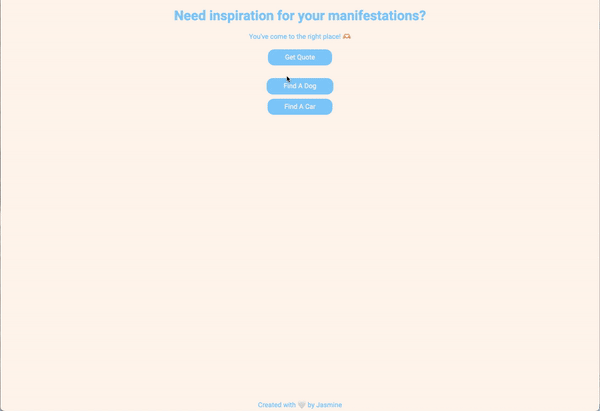 Need inspiration for your manifestations?
You've come to the right place! 🫶🏽
Get Quote
Find A Dog
Find A Car
Created with 🤍 by Jasmine